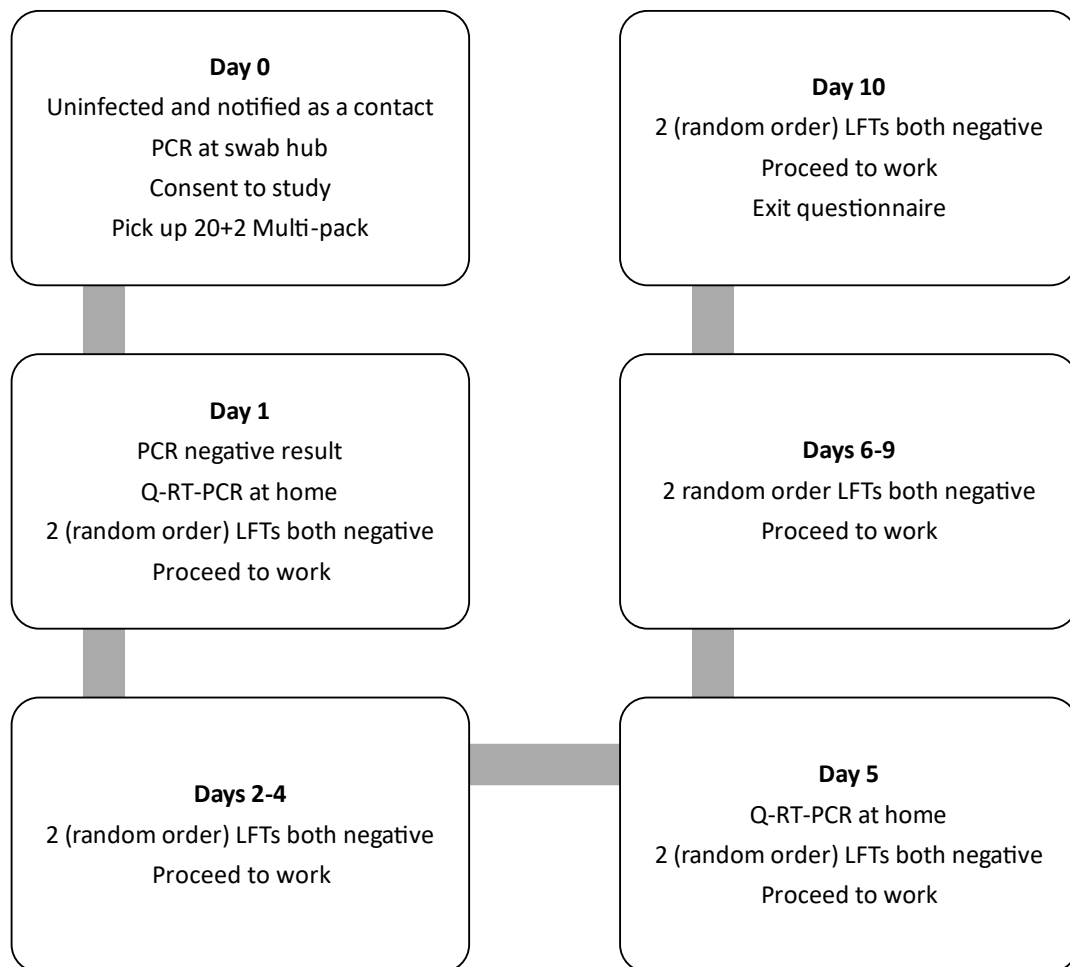 Day 0
Uninfected and notified as a contact
PCR at swab hub
Consent to study
Pick up 20+2 Multi-pack
Day 1
PCR negative result
Q-RT-PCR at home
2 (random order) LFTs both negative
Proceed to work
Days 2-4
2 (random order) LFTs both negative
Proceed to work
Day 5
Q-RT-PCR at home
2 (random order) LFTs both negative
Proceed to work
Days 6-9
2 random order LFTs both negative
Proceed to work
Day 10
2 (random order) LFTs both negative
Proceed to work
Exit questionnaire